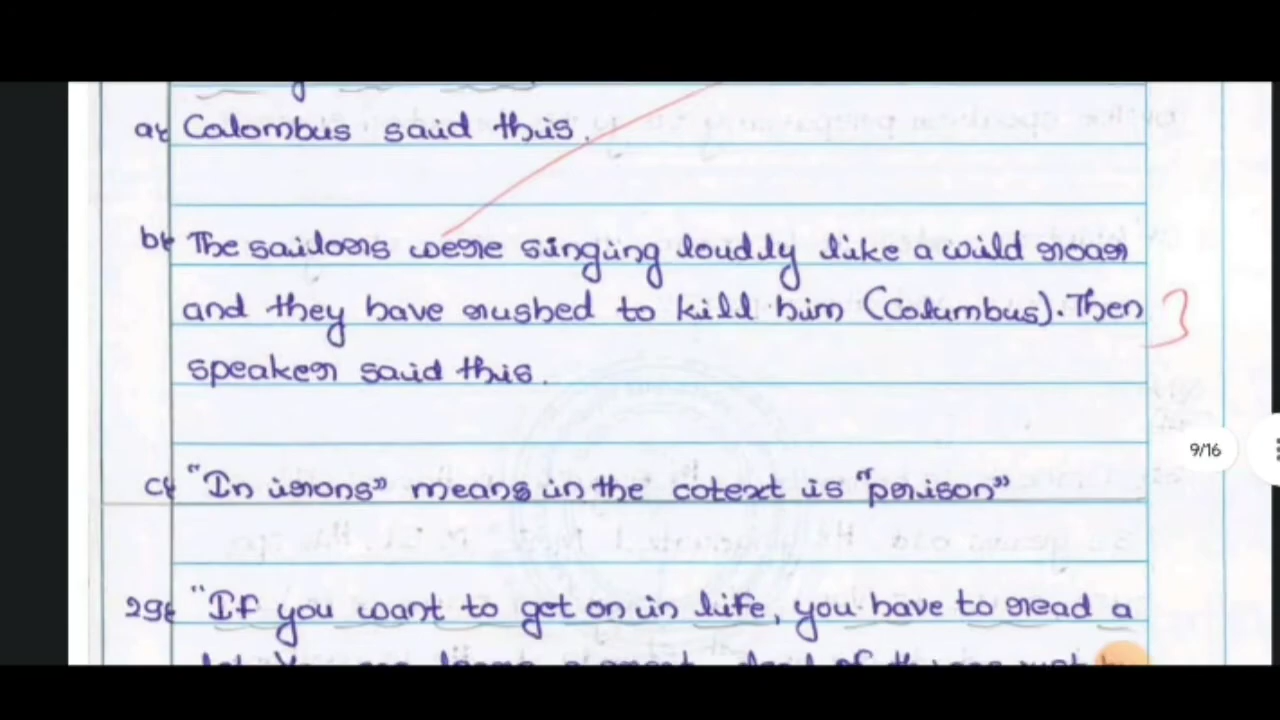 a) Calombus said this.
b) The sailors were singing loudly like a wild roar
and they have rushed to kill him (Columbus). Then
3
speaker said this.
9/16
c) "In irons" means in the cotext is "prison"
29) "If you want to get on in life, you have to read a